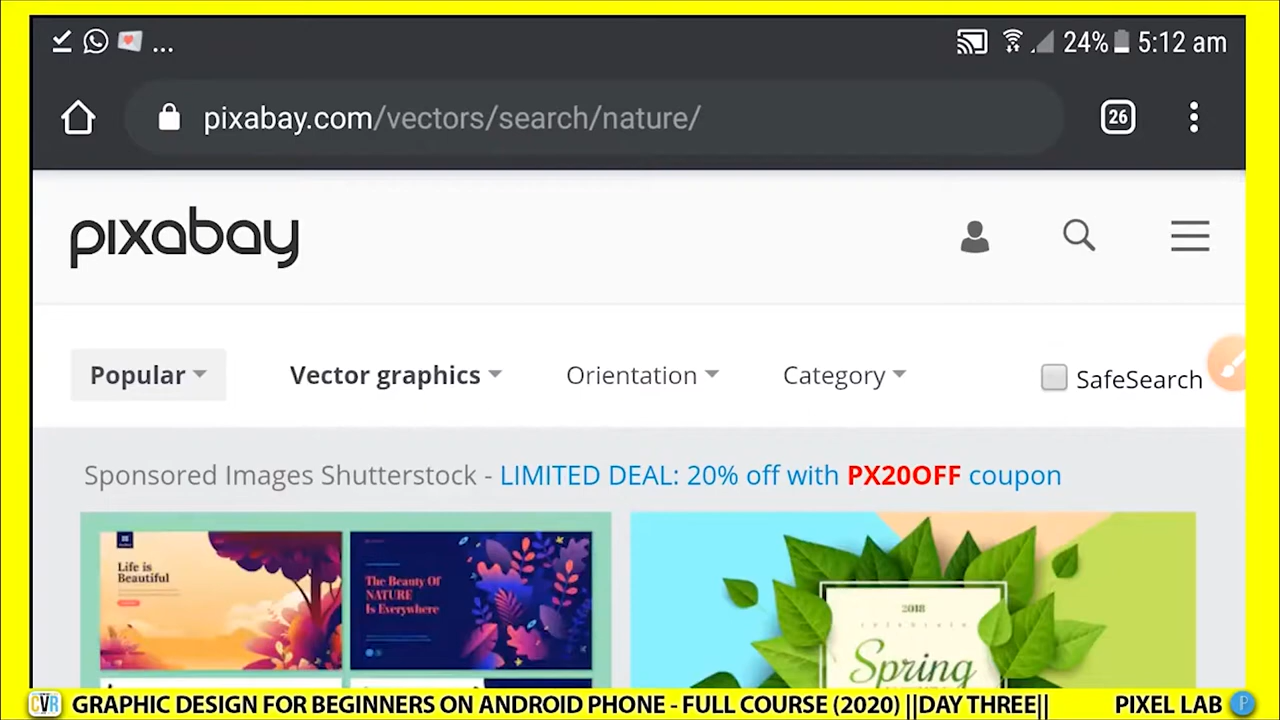 ... 24% 5:12 am
pixabay.com/vectors/search/nature/ 26
pixabay
Popular Vector graphics Orientation Category SafeSearch
Sponsored Images Shutterstock - LIMITED DEAL: 20% off with PX20OFF coupon
Life is
Beautiful
The Beauty Of
NATURE
Is Everywhere
2018
Spring
CVR GRAPHIC DESIGN FOR BEGINNERS ON ANDROID PHONE - FULL COURSE (2020) ||DAY THREE|| PIXEL LAB P